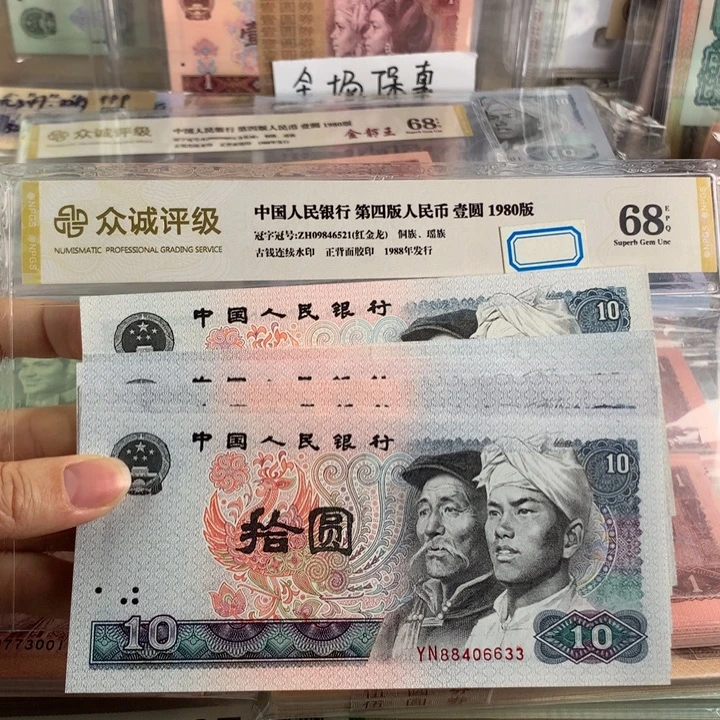 全场保真
众诚评级
中国人民银行 第四版人民币 壹圆 1980版
金都王
68
众诚评级
NUMISMATIC PROFESSIONAL GRADING SERVICE
中国人民银行 第四版人民币 壹圆 1980版
冠字冠号:ZH09846521(红金龙) 侗族、瑶族
古钱连续水印 正背面胶印 1988年发行
68
EPQ
Superb Gem Unc
中国人民银行
10
中国人民银行
10
拾圆
10
YN88406633
10
773001